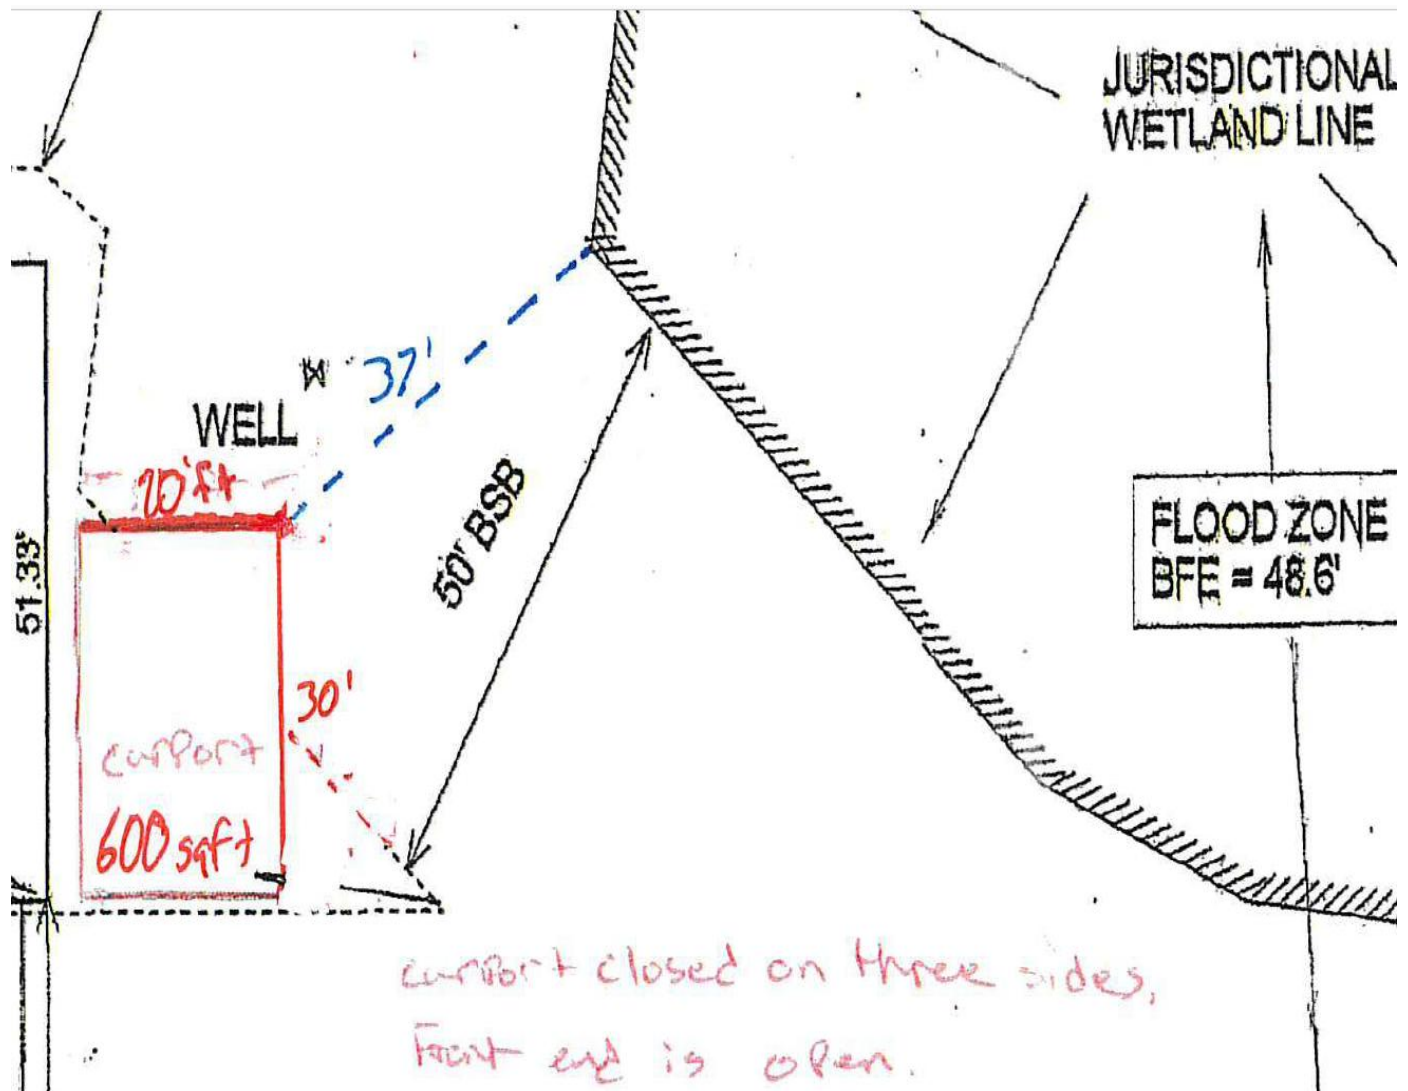 JURISDICTIONAL
WETLAND LINE
37'
WELL
20'ft
50' BSB
FLOOD ZONE
BFE = 48.6'
51.33'
30'
carport
600 sqft
carport closed on three sides,
Front end is open.